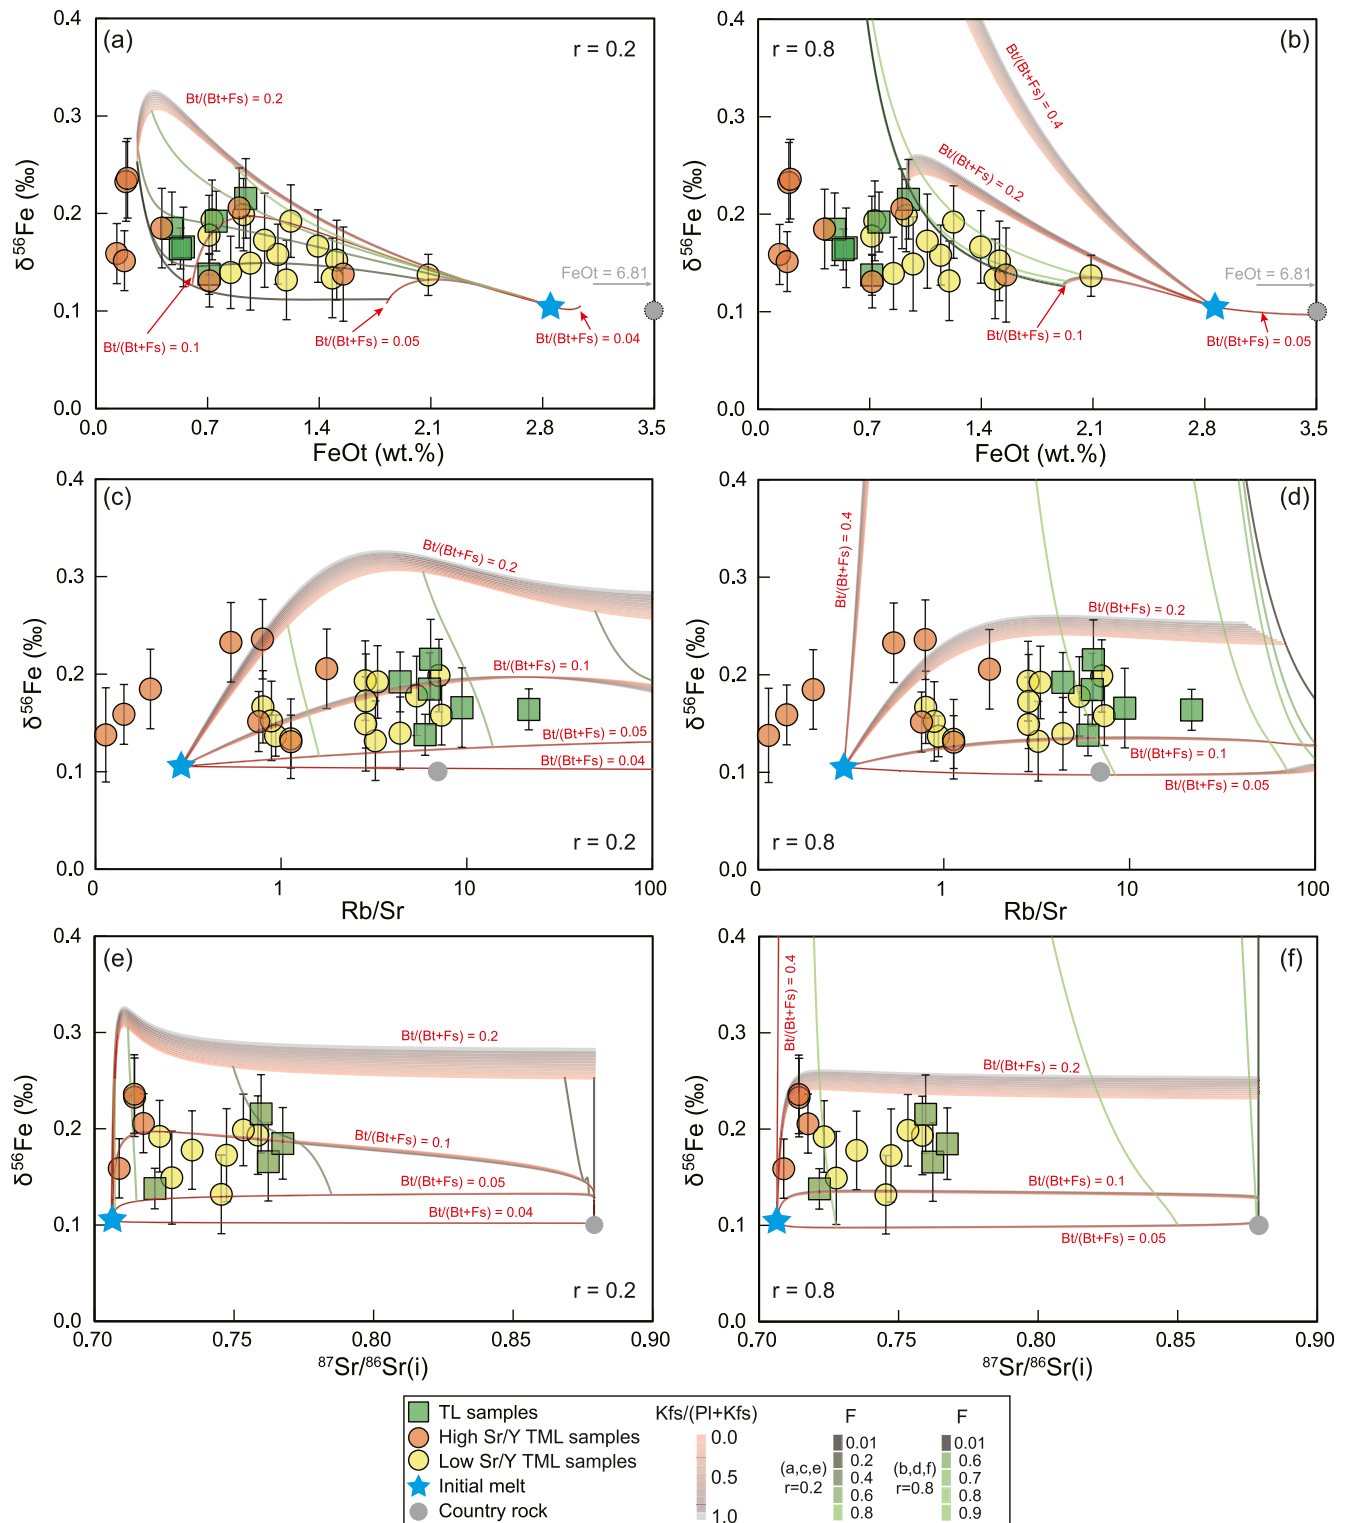 (a)
r = 0.2
0.4
0.3
0.2
0.1
0.0
δ⁵⁶Fe (‰)
Bt/(Bt+Fs) = 0.2
Bt/(Bt+Fs) = 0.1
Bt/(Bt+Fs) = 0.05
Bt/(Bt+Fs) = 0.04
FeOt = 6.81
0.0 0.7 1.4 2.1 2.8 3.5
FeOt (wt.%)
r = 0.8
(b)
0.4
0.3
0.2
0.1
0.0
δ⁵⁶Fe (‰)
Bt/(Bt+Fs) = 0.4
Bt/(Bt+Fs) = 0.2
Bt/(Bt+Fs) = 0.1
Bt/(Bt+Fs) = 0.05
FeOt = 6.81
0.0 0.7 1.4 2.1 2.8 3.5
FeOt (wt.%)
(c)
0.4
0.3
0.2
0.1
0.0
δ⁵⁶Fe (‰)
Bt/(Bt+Fs) = 0.2
Bt/(Bt+Fs) = 0.1
Bt/(Bt+Fs) = 0.05
Bt/(Bt+Fs) = 0.04
r = 0.2
0 1 10 100
Rb/Sr
(d)
0.4
0.3
0.2
0.1
0.0
δ⁵⁶Fe (‰)
Bt/(Bt+Fs) = 0.4
Bt/(Bt+Fs) = 0.2
Bt/(Bt+Fs) = 0.1
Bt/(Bt+Fs) = 0.05
r = 0.8
0 1 10 100
Rb/Sr
(e)
0.4
0.3
0.2
0.1
0.0
δ⁵⁶Fe (‰)
Bt/(Bt+Fs) = 0.2
Bt/(Bt+Fs) = 0.1
Bt/(Bt+Fs) = 0.05
Bt/(Bt+Fs) = 0.04
r = 0.2
0.70 0.75 0.80 0.85 0.90
⁸⁷Sr/⁸⁶Sr(i)
(f)
0.4
0.3
0.2
0.1
0.0
δ⁵⁶Fe (‰)
Bt/(Bt+Fs) = 0.4
Bt/(Bt+Fs) = 0.2
Bt/(Bt+Fs) = 0.1
Bt/(Bt+Fs) = 0.05
r = 0.8
0.70 0.75 0.80 0.85 0.90
⁸⁷Sr/⁸⁶Sr(i)
TL samples
High Sr/Y TML samples
Low Sr/Y TML samples
Initial melt
Country rock
Kfs/(Pl+Kfs)
0.0
0.5
1.0
F
(a,c,e)
r=0.2
0.01
0.2
0.4
0.6
0.8
F
(b,d,f)
r=0.8
0.01
0.6
0.7
0.8
0.9